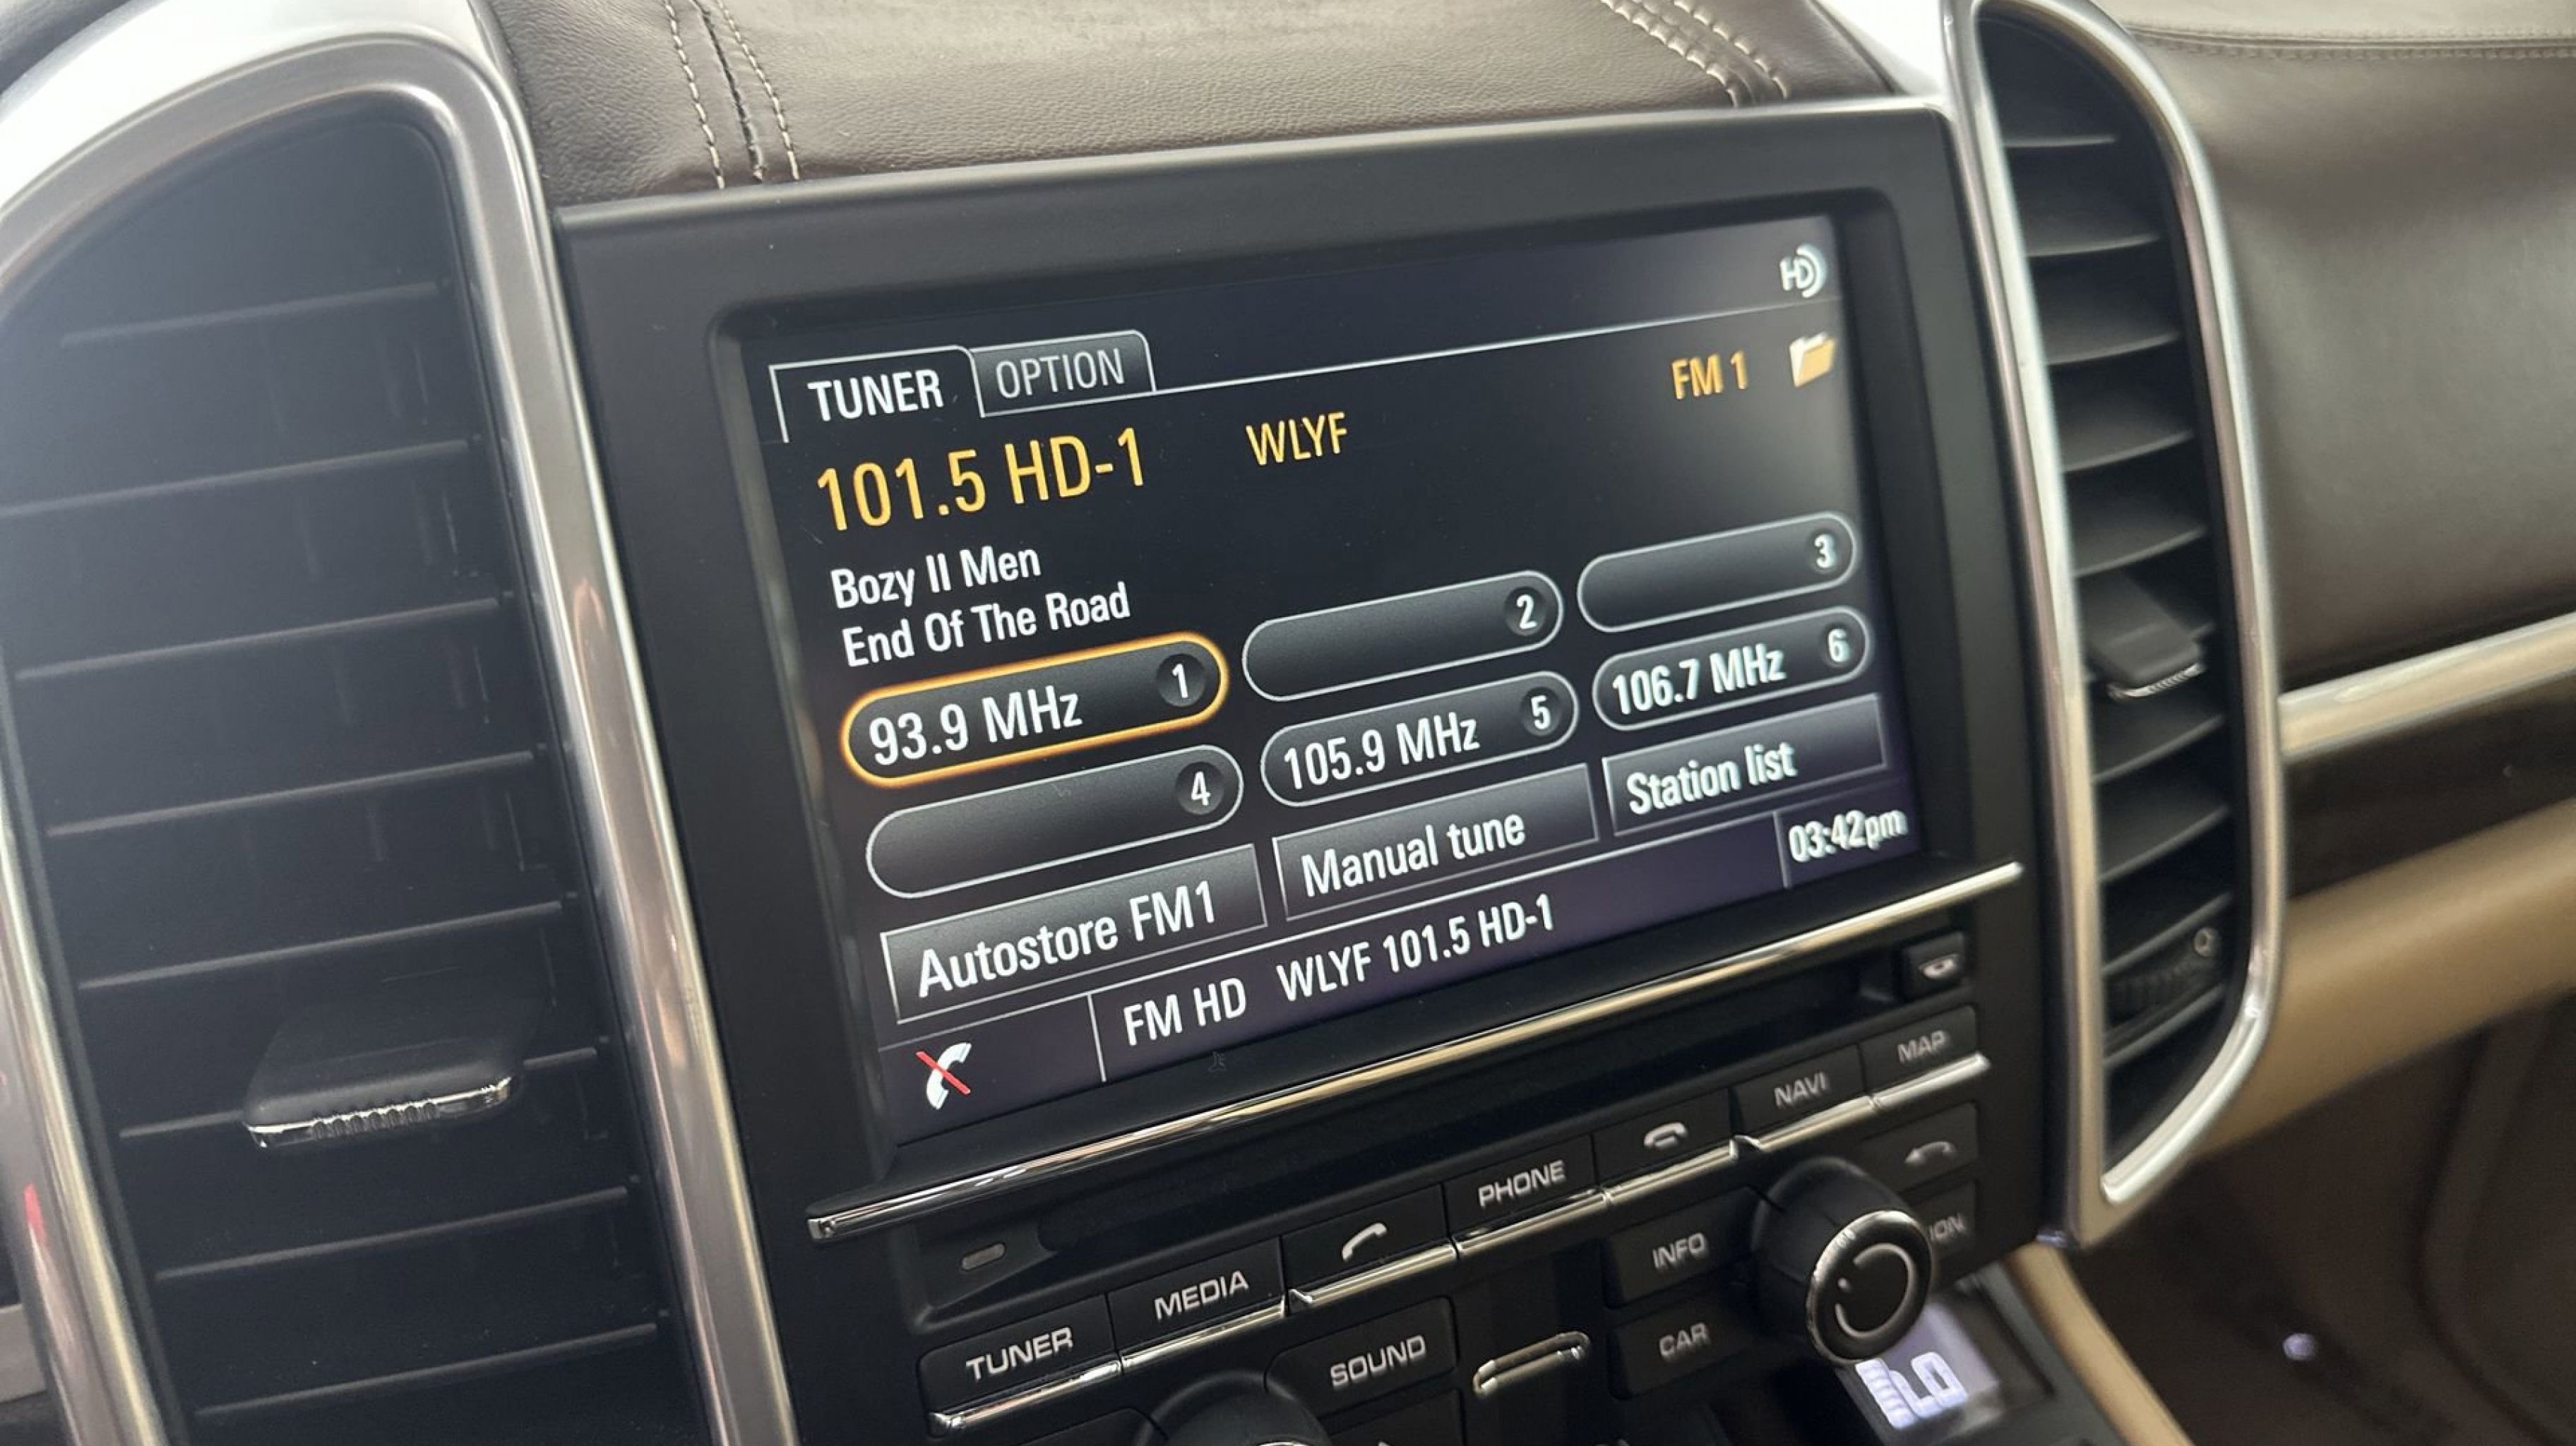 HD
TUNER OPTION
FM 1
101.5 HD-1 WLYF
Bozy II Men
End Of The Road
93.9 MHz 1
2
3
4
105.9 MHz 5
106.7 MHz 6
Autostore FM1 Manual tune Station list
FM HD WLYF 101.5 HD-1 03:42pm
TUNER MEDIA PHONE NAVI MAP
SOUND INFO
CAR